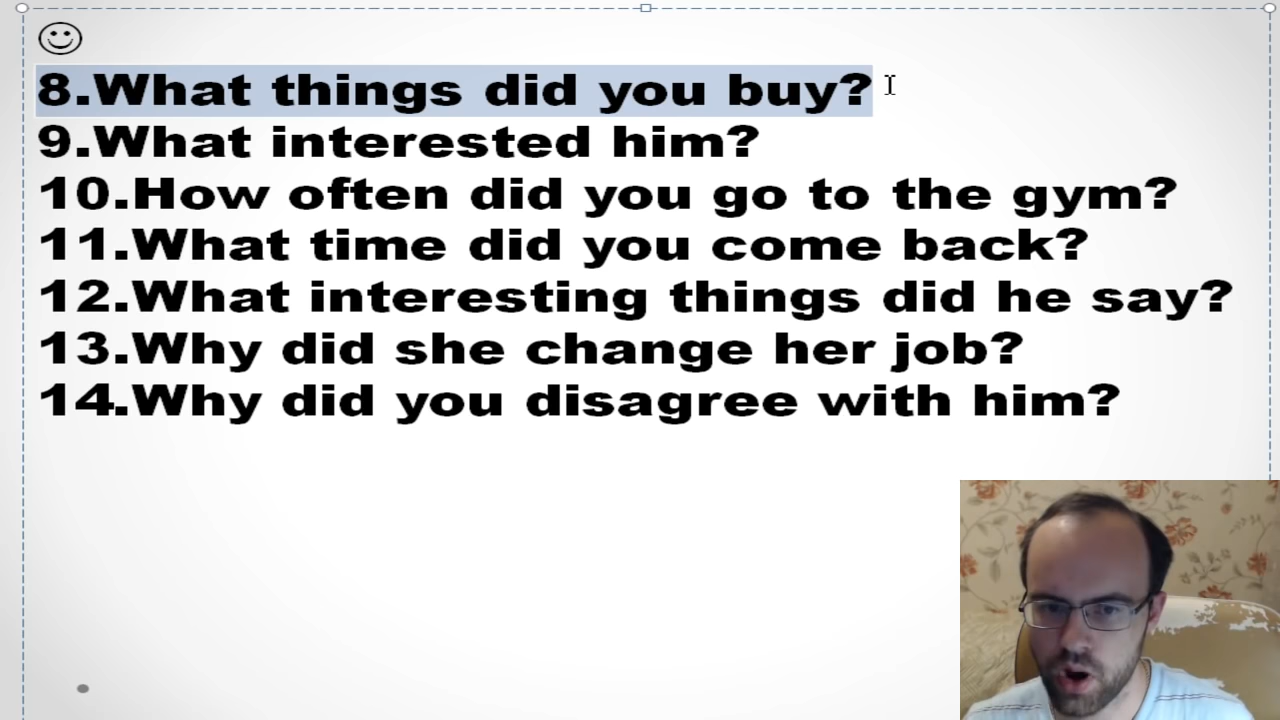 8.What things did you buy?
9.What interested him?
10.How often did you go to the gym?
11.What time did you come back?
12.What interesting things did he say?
13.Why did she change her job?
14.Why did you disagree with him?